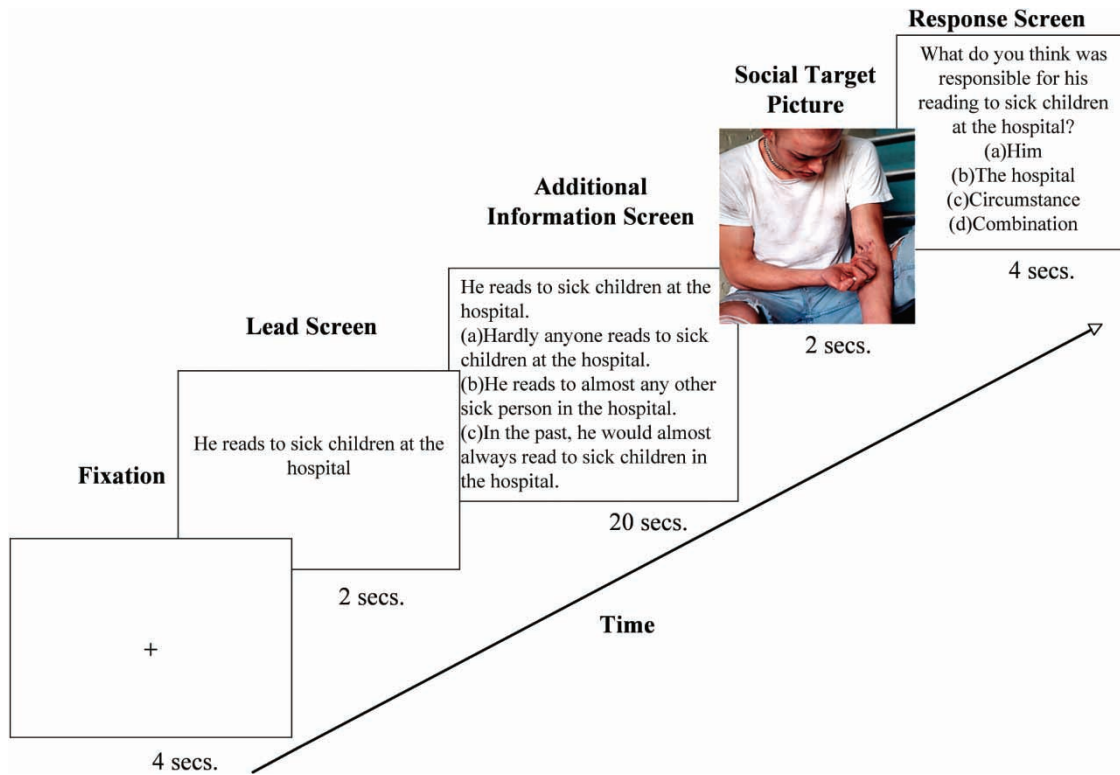 Fixation
+
4 secs.
Lead Screen
He reads to sick children at the
hospital
2 secs.
Additional
Information Screen
He reads to sick children at the
hospital.
(a)Hardly anyone reads to sick
children at the hospital.
(b)He reads to almost any other
sick person in the hospital.
(c)In the past, he would almost
always read to sick children in
the hospital.
20 secs.
Social Target
Picture
2 secs.
Response Screen
What do you think was
responsible for his
reading to sick children
at the hospital?
(a)Him
(b)The hospital
(c)Circumstance
(d)Combination
4 secs.
Time